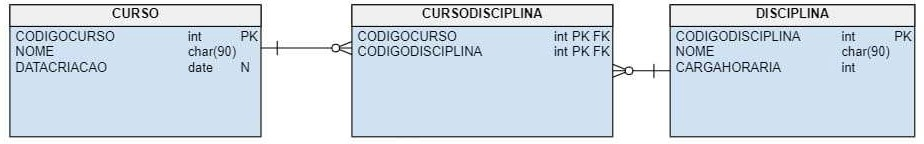 CURSO
CODIGOCURSO int PK
NOME char(90)
DATACRIACAO date N
CURSODISCIPLINA
CODIGOCURSO int PK FK
CODIGODISCIPLINA int PK FK
DISCIPLINA
CODIGODISCIPLINA int PK
NOME char(90)
CARGAHORARIA int